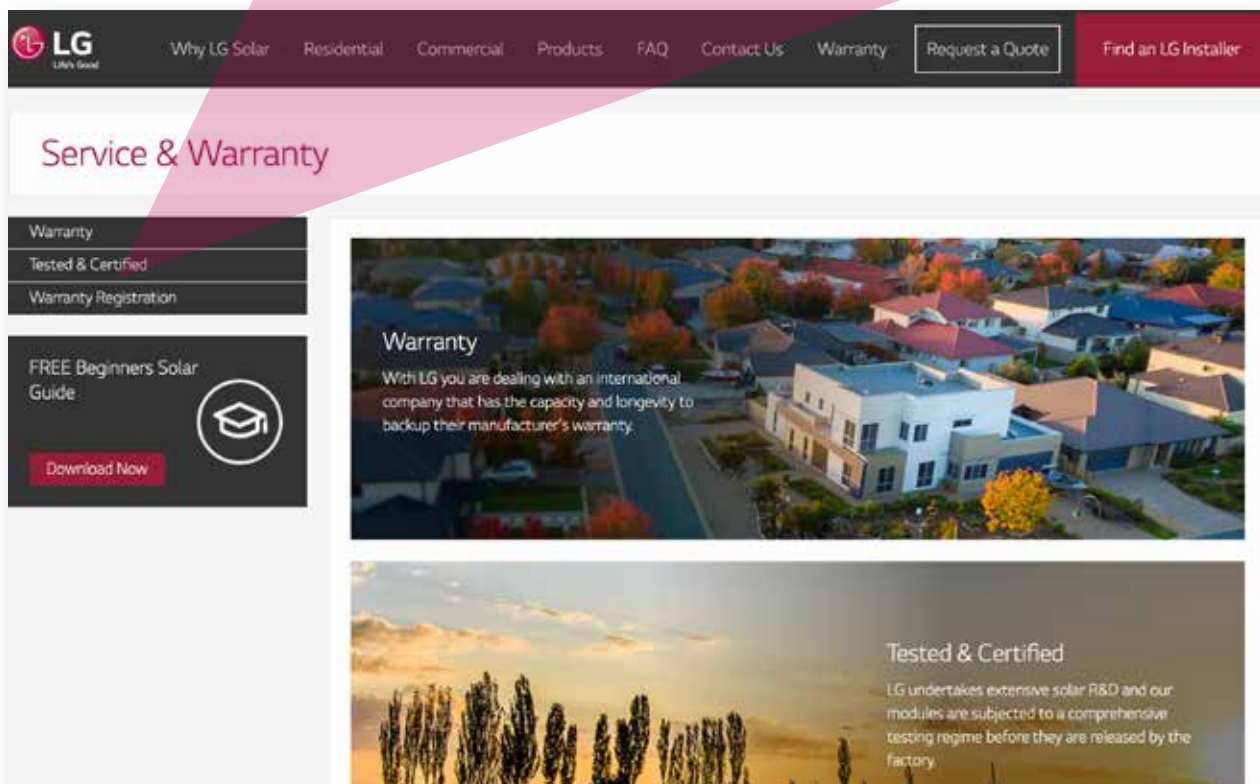 LG
Life's Good
Why LG Solar Residential Commercial Products FAQ Contact Us Warranty Request a Quote Find an LG Installer
Service & Warranty
Warranty
Tested & Certified
Warranty Registration
FREE Beginners Solar
Guide
Download Now
Warranty
With LG you are dealing with an international
company that has the capacity and longevity to
backup their manufacturer's warranty.
Tested & Certified
LG undertakes extensive solar R&D and our
modules are subjected to a comprehensive
testing regime before they are released by the
factory.